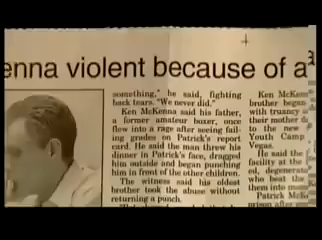 enna violent because of a
something," he said, fighting
back tears. "We never did."
Ken McKenna said his father,
a former amateur boxer, once
flew into a rage after seeing fail-
ing grades on Patrick's report
card. He said the man threw his
dinner in Patrick's face, dragged
him outside and began punching
him in front of the other children.
The witness said his oldest
brother took the abuse without
returning a punch.
Ken McKen
brother began
with truancy
their mother
to the new
Youth Camp
Vegas.
He said the
facility at the
ed, degenerat
who beat the
them into
Patrick McK
prison after